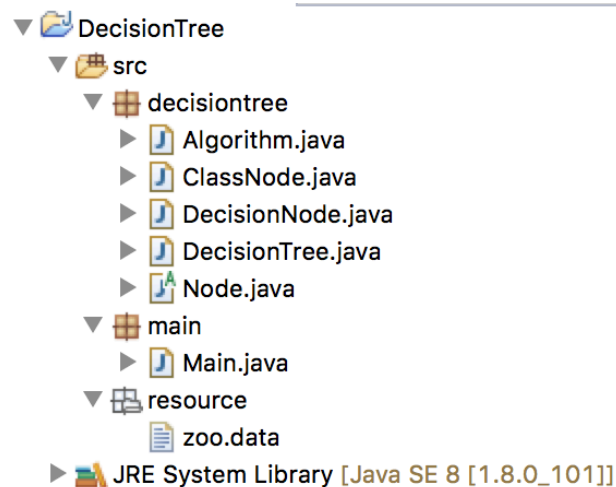 DecisionTree
src
decisiontree
Algorithm.java
ClassNode.java
DecisionNode.java
DecisionTree.java
Node.java
main
Main.java
resource
zoo.data
JRE System Library [Java SE 8 [1.8.0_101]]